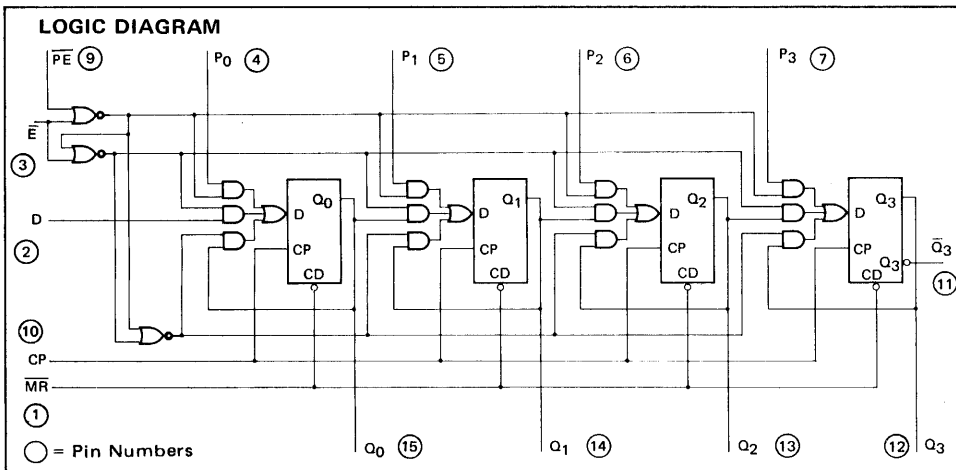 LOGIC DIAGRAM
PE 9 P0 4 P1 5 P2 6 P3 7
E
3
D
2
Q0 Q1 Q2 Q3
D D D D
CP CP CP CP
CD CD CD Q3 CD
Q3
11
10
CP
MR
1
= Pin Numbers
Q0 15 Q1 14 Q2 13 12 Q3